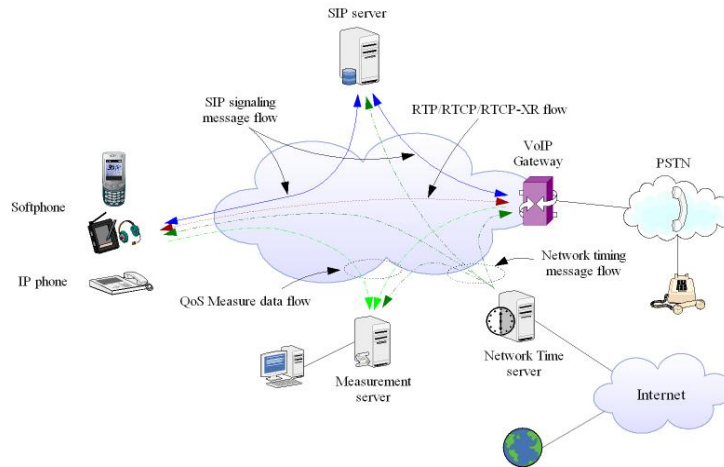 SIP server
SIP signaling
message flow
RTP/RTCP/RTCP-XR flow
VoIP
Gateway
PSTN
Softphone
IP phone
QoS Measure data flow
Network timing
message flow
Measurement
server
Network Time
server
Internet